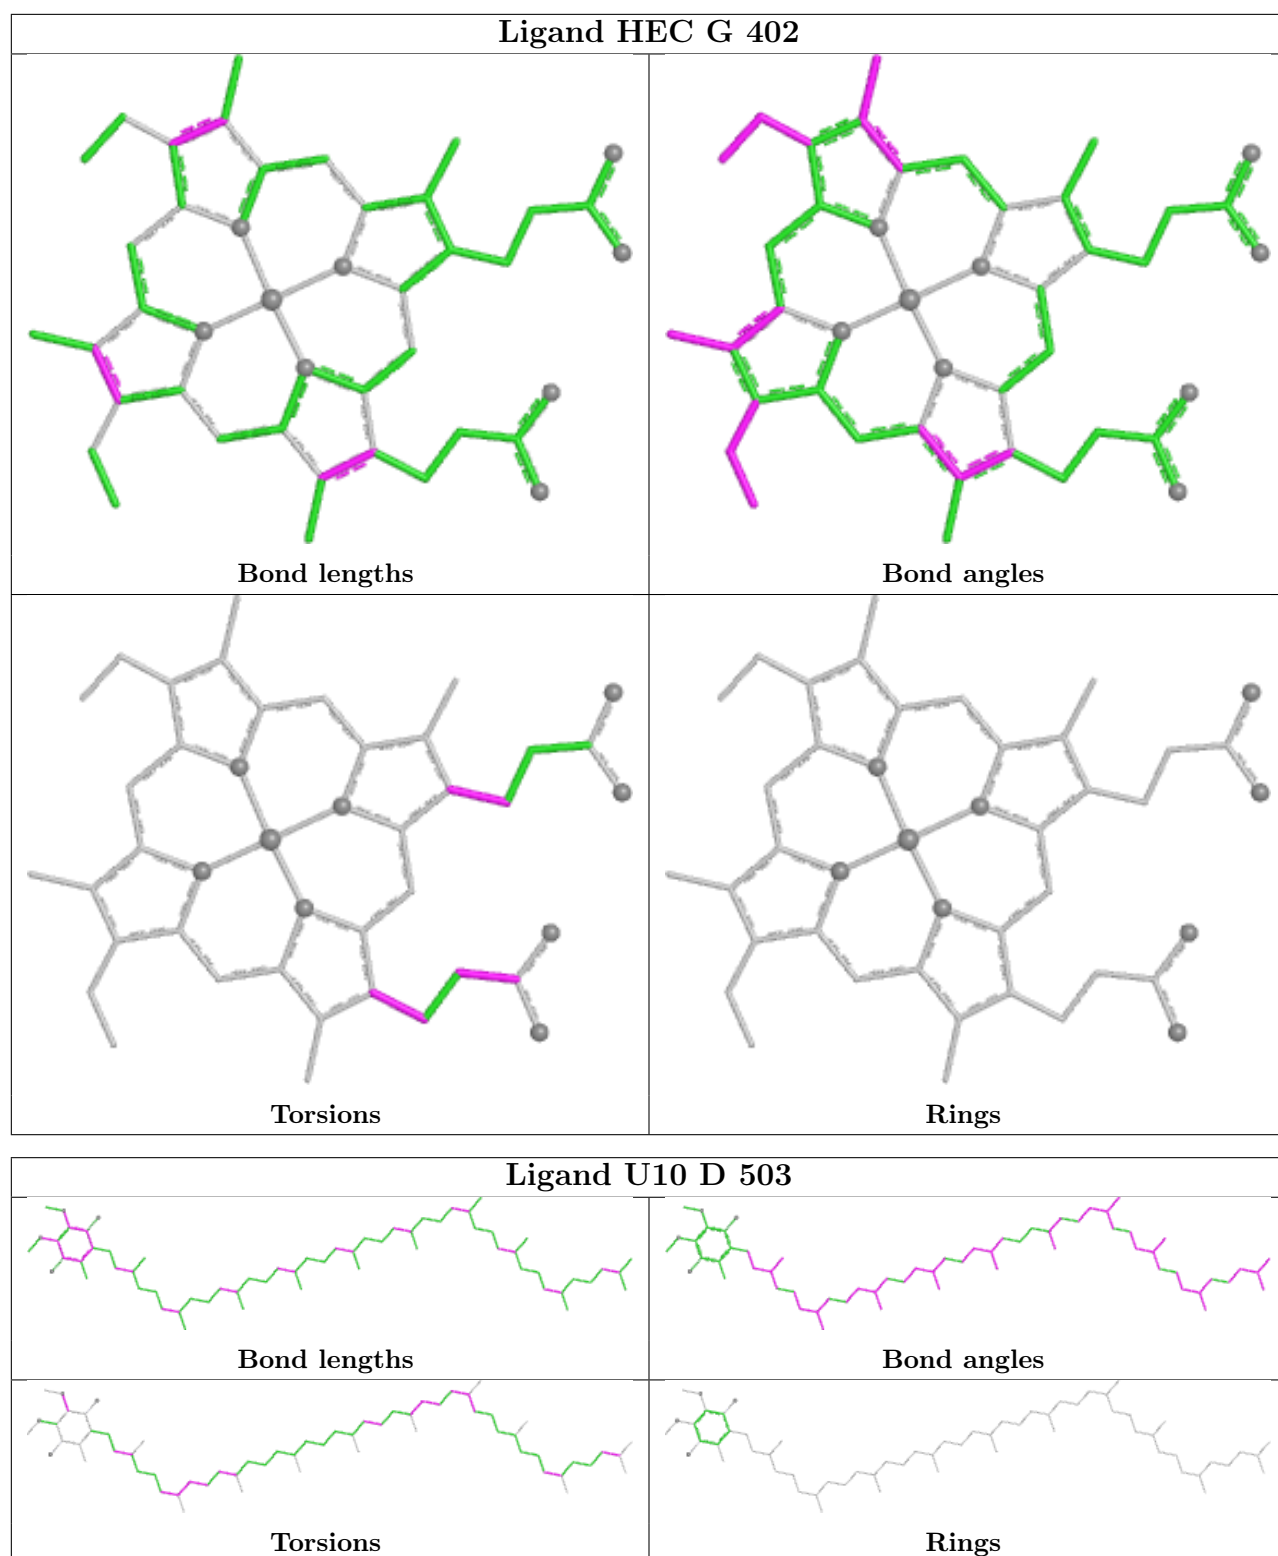 Ligand HEC G 402
Bond lengths
Bond angles
Torsions
Rings
Ligand U10 D 503
Bond lengths
Bond angles
Torsions
Rings